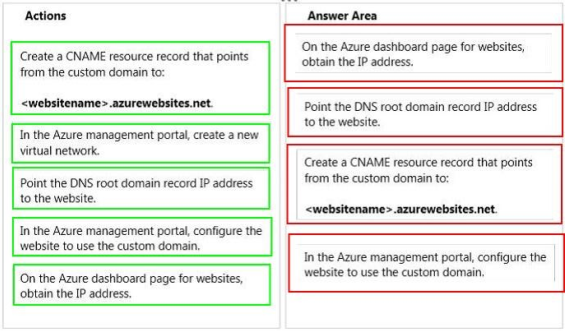 Actions
Create a CNAME resource record that points
from the custom domain to:
<websitename>.azurewebsites.net.
In the Azure management portal, create a new
virtual network.
Point the DNS root domain record IP address
to the website.
In the Azure management portal, configure the
website to use the custom domain.
On the Azure dashboard page for websites,
obtain the IP address.
Answer Area
On the Azure dashboard page for websites,
obtain the IP address.
Point the DNS root domain record IP address
to the website.
Create a CNAME resource record that points
from the custom domain to:
<websitename>.azurewebsites.net.
In the Azure management portal, configure the
website to use the custom domain.